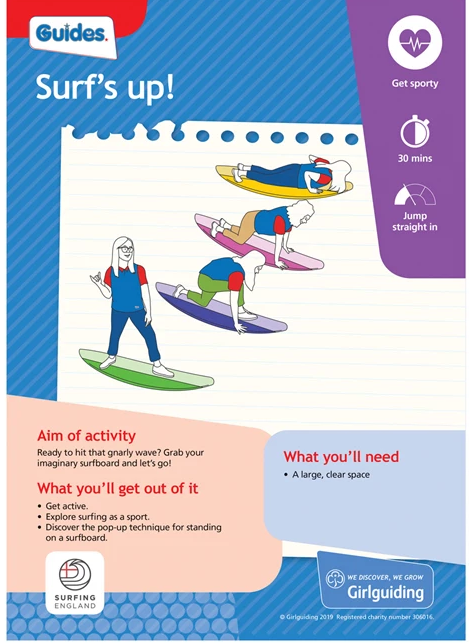 Guides.
Surf's up!
Get sporty
30 mins
Jump
straight in
Aim of activity
Ready to hit that gnarly wave? Grab your
imaginary surfboard and let's go!
What you'll get out of it
• Get active.
• Explore surfing as a sport.
• Discover the pop-up technique for standing
on a surfboard.
What you'll need
• A large, clear space
SURFING
ENGLAND
WE DISCOVER, WE GROW
Girlguiding
© Girlguiding 2019 Registered charity number 306016.